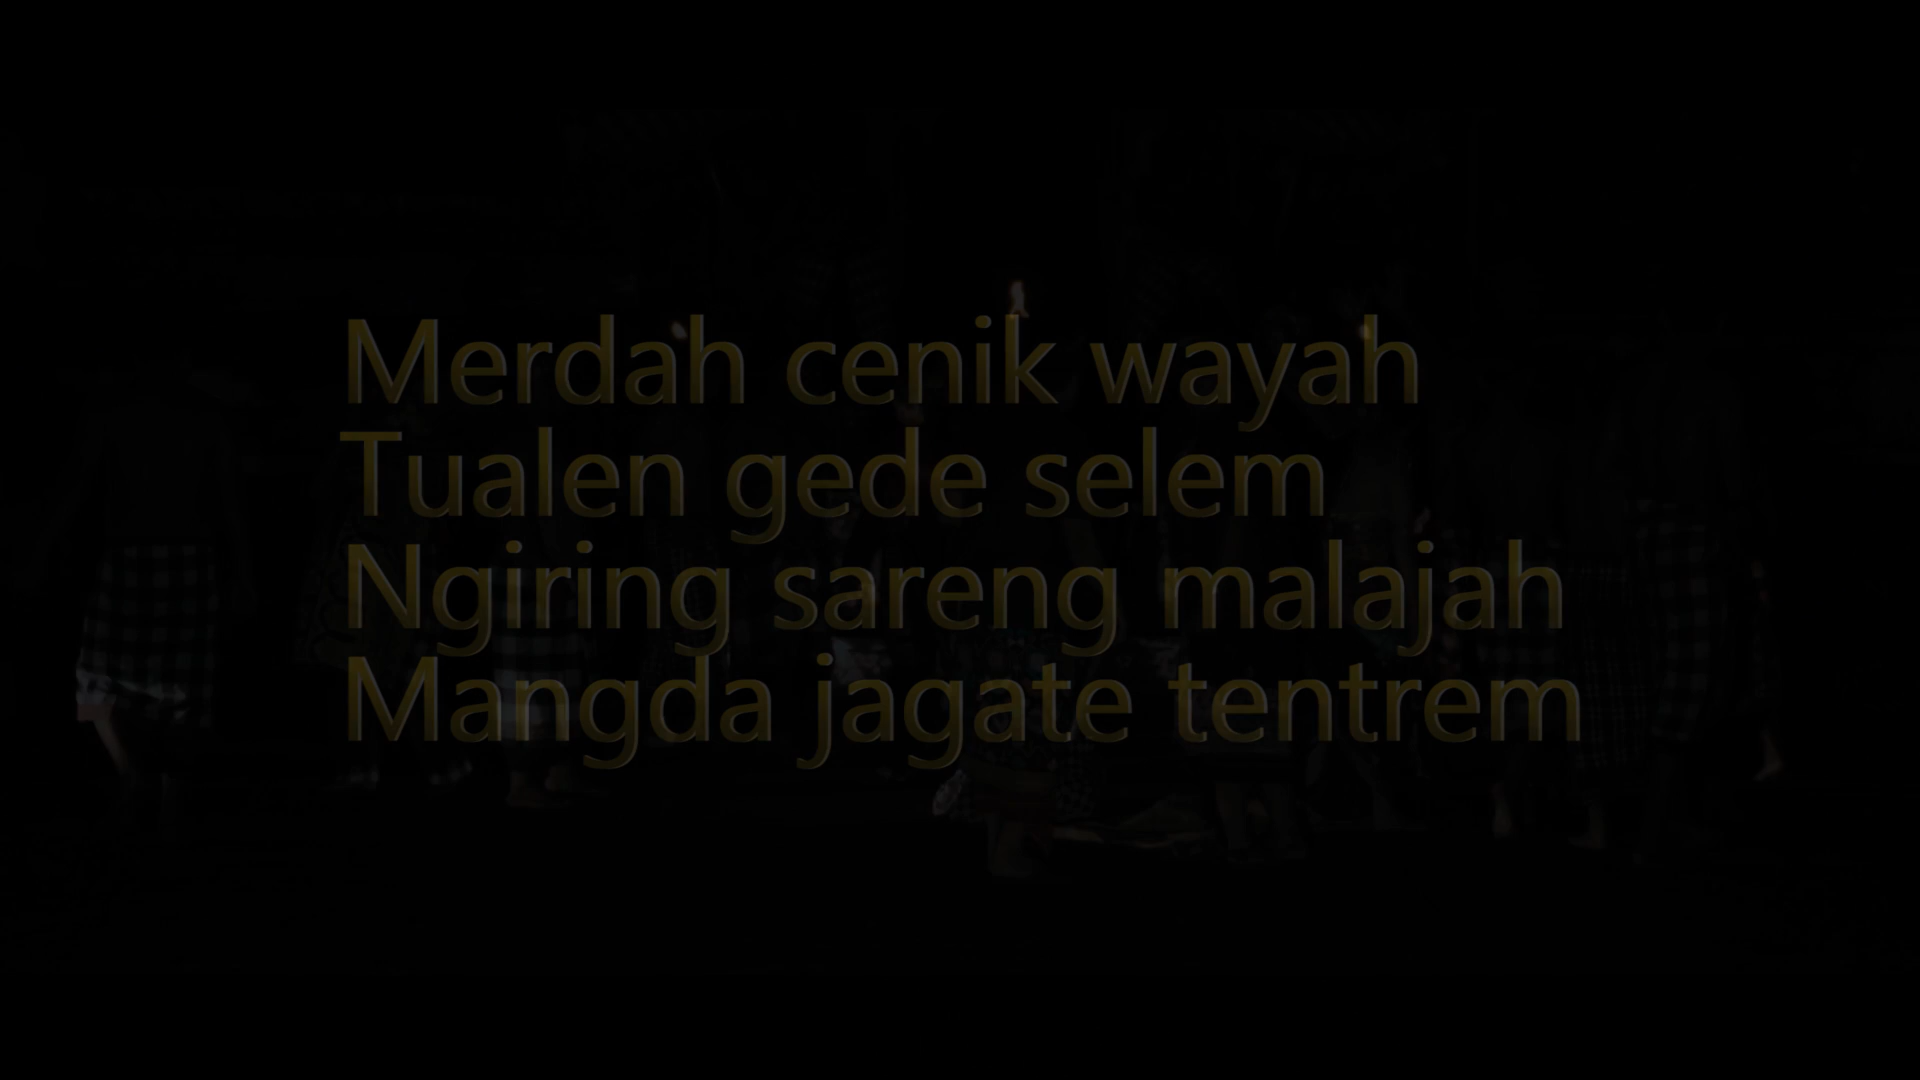 Merdah cenik wayah
Tualen gede selem
Ngiring sareng malajah
Mangda jagate tentrem